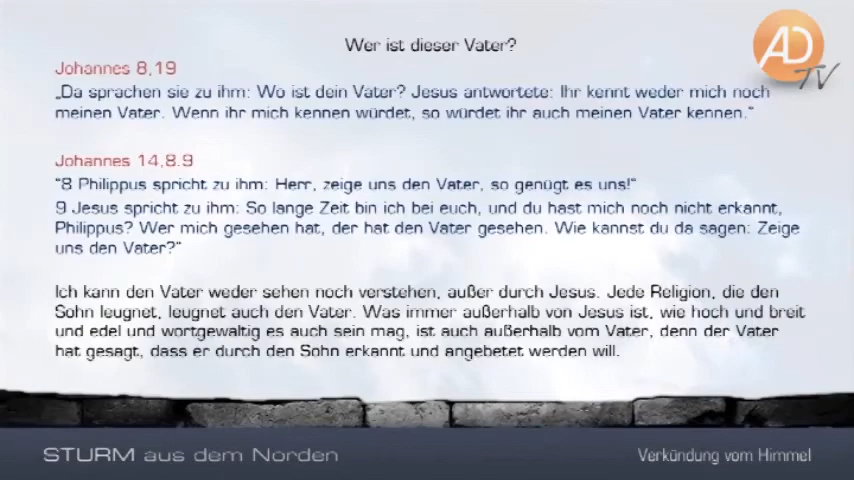 Wer ist dieser Vater?
AD
TV
Johannes 8,19
„Da sprachen sie zu ihm: Wo ist dein Vater? Jesus antwortete: Ihr kennt weder mich noch
meinen Vater. Wenn ihr mich kennen würdet, so würdet ihr auch meinen Vater kennen.“
Johannes 14,8.9
“8 Philippus spricht zu ihm: Herr, zeige uns den Vater, so genügt es uns!“
9 Jesus spricht zu ihm: So lange Zeit bin ich bei euch, und du hast mich noch nicht erkannt,
Philippus? Wer mich gesehen hat, der hat den Vater gesehen. Wie kannst du da sagen: Zeige
uns den Vater?“
Ich kann den Vater weder sehen noch verstehen, außer durch Jesus. Jede Religion, die den
Sohn leugnet, leugnet auch den Vater. Was immer außerhalb von Jesus ist, wie hoch und breit
und edel und wortgewaltig es auch sein mag, ist auch außerhalb vom Vater, denn der Vater
hat gesagt, dass er durch den Sohn erkannt und angebetet werden will.
STURM aus dem Norden
Verkündung vom Himmel